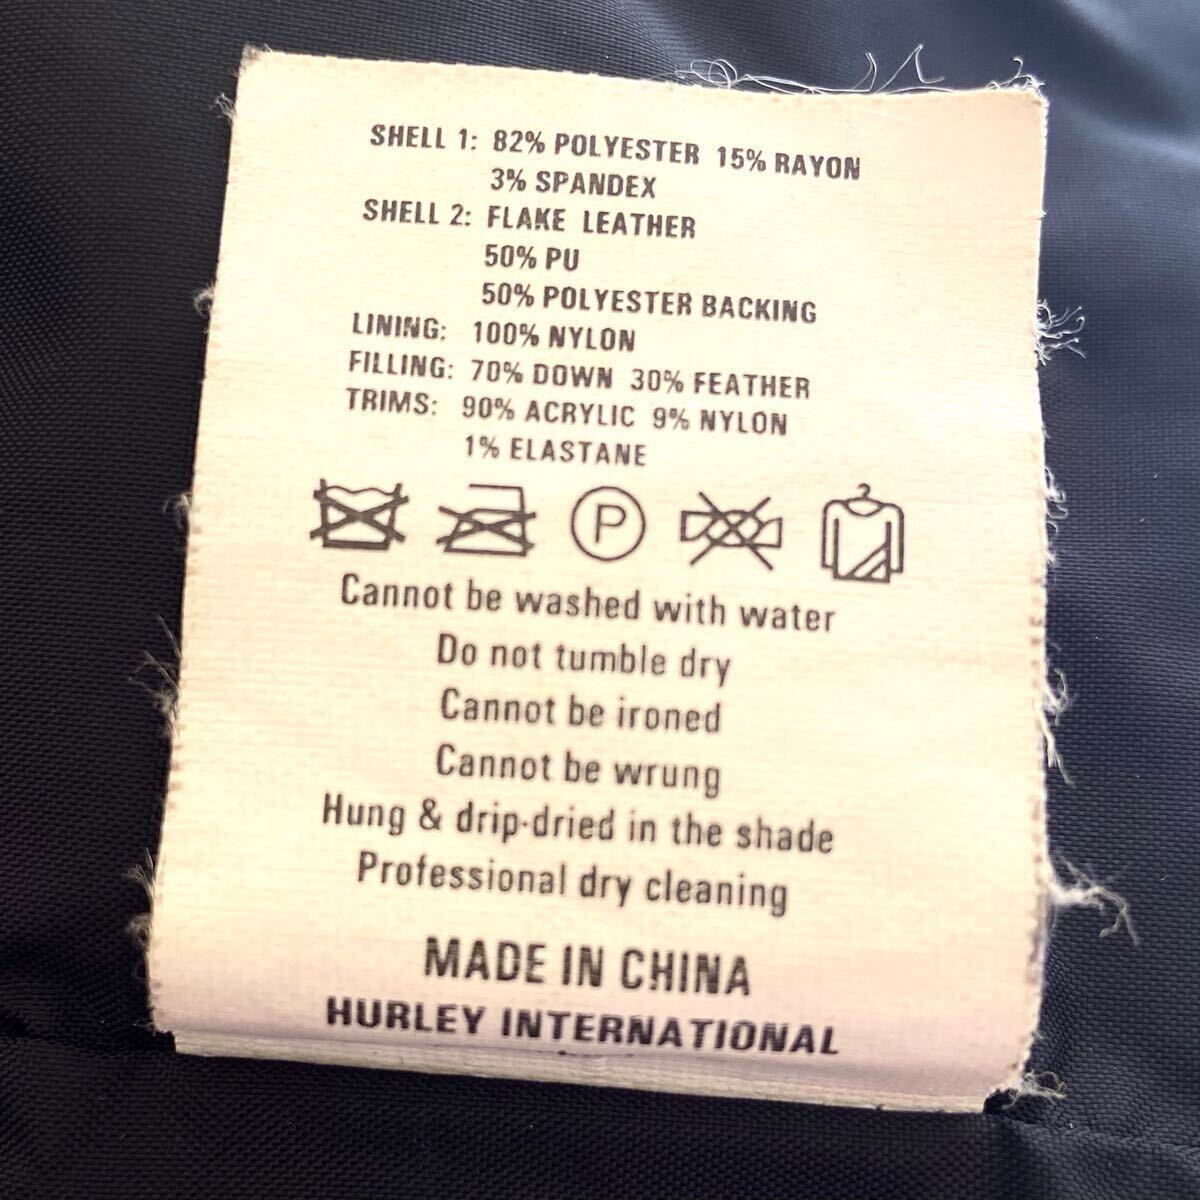 SHELL 1: 82% POLYESTER 15% RAYON
3% SPANDEX
SHELL 2: FLAKE LEATHER
50% PU
50% POLYESTER BACKING
LINING: 100% NYLON
FILLING: 70% DOWN 30% FEATHER
TRIMS: 90% ACRYLIC 9% NYLON
1% ELASTANE
P
Cannot be washed with water
Do not tumble dry
Cannot be ironed
Cannot be wrung
Hung & drip-dried in the shade
Professional dry cleaning
MADE IN CHINA
HURLEY INTERNATIONAL